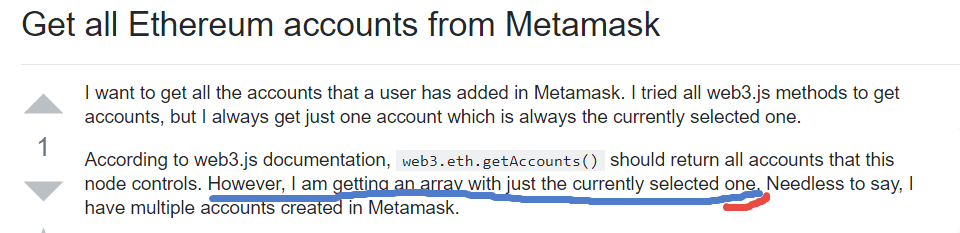 Get all Ethereum accounts from Metamask
I want to get all the accounts that a user has added in Metamask. I tried all web3.js methods to get
accounts, but I always get just one account which is always the currently selected one.
1
According to web3.js documentation, web3.eth.getAccounts() should return all accounts that this
node controls. However, I am getting an array with just the currently selected one. Needless to say, I
have multiple accounts created in Metamask.